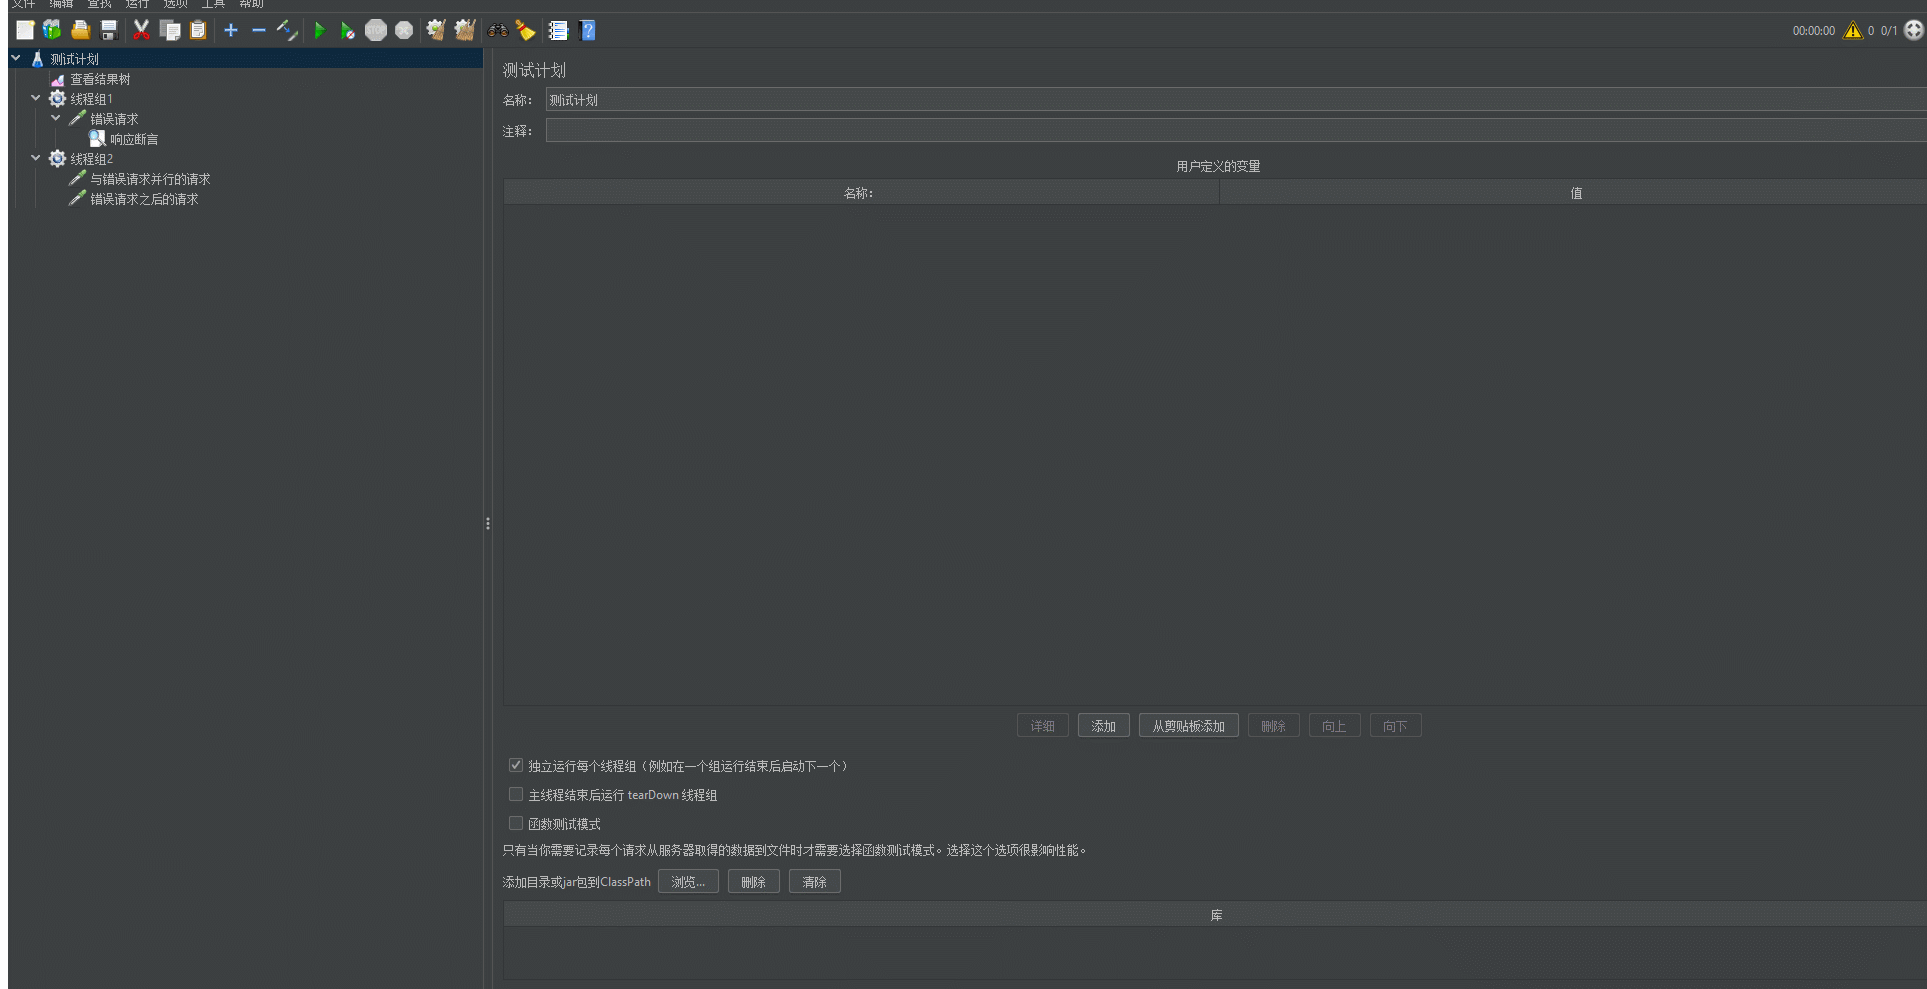 文件 编辑 查找 运行 选项 工具 帮助
STOP
00:00:00 0 0/1
测试计划
查看结果树
线程组1
错误请求
响应断言
线程组2
与错误请求并行的请求
错误请求之后的请求
测试计划
名称： 测试计划
注释：
用户定义的变量
名称： 值
详细 添加 从剪贴板添加 删除 向上 向下
独立运行每个线程组（例如在一个组运行结束后启动下一个）
主线程结束后运行 tearDown 线程组
函数测试模式
只有当你需要记录每个请求从服务器取得的数据到文件时才需要选择函数测试模式。选择这个选项很影响性能。
添加目录或jar包到ClassPath 浏览... 删除 清除
库